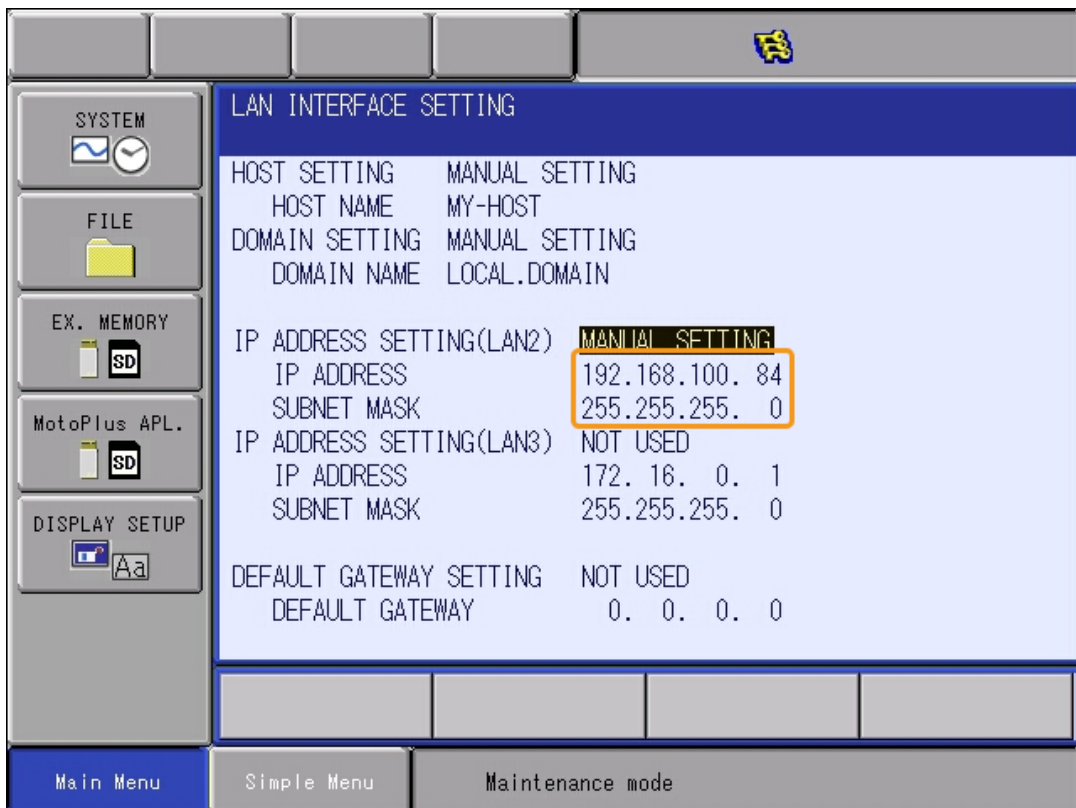 SYSTEM
FILE
EX. MEMORY
SD
MotoPlus APL.
SD
DISPLAY SETUP
Aa
LAN INTERFACE SETTING
HOST SETTING MANUAL SETTING
HOST NAME MY-HOST
DOMAIN SETTING MANUAL SETTING
DOMAIN NAME LOCAL.DOMAIN
IP ADDRESS SETTING(LAN2) MANUAL SETTING
IP ADDRESS 192.168.100. 84
SUBNET MASK 255.255.255. 0
IP ADDRESS SETTING(LAN3) NOT USED
IP ADDRESS 172. 16. 0. 1
SUBNET MASK 255.255.255. 0
DEFAULT GATEWAY SETTING NOT USED
DEFAULT GATEWAY 0. 0. 0. 0
Main Menu
Simple Menu
Maintenance mode